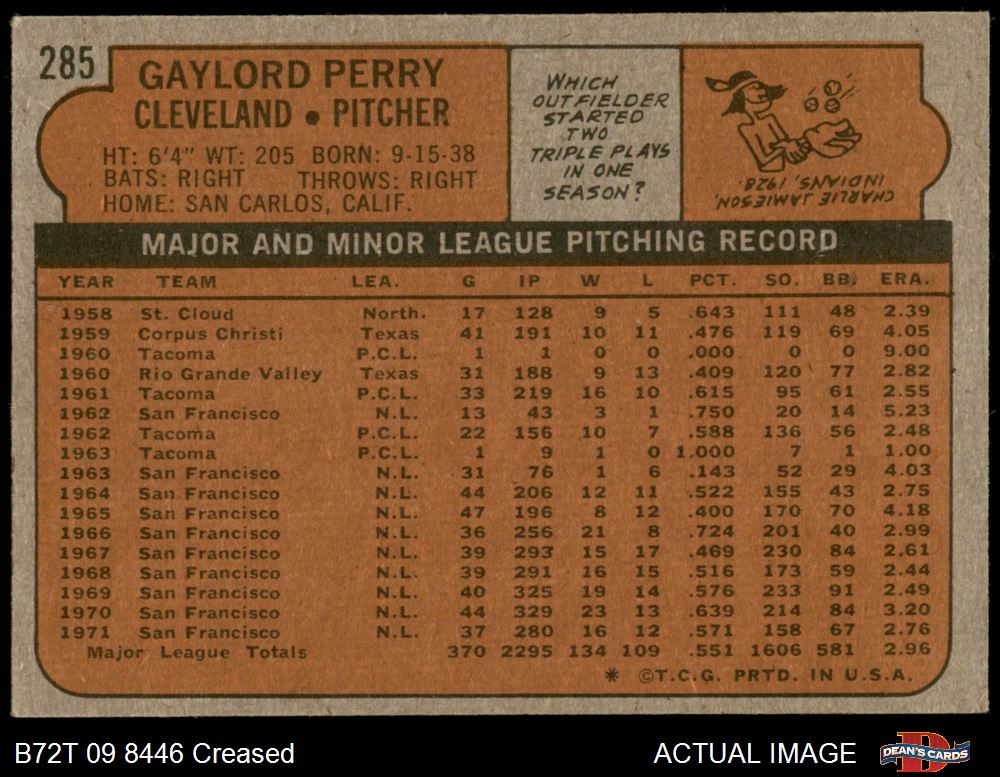 285
GAYLORD PERRY
CLEVELAND • PITCHER
HT: 6'4" WT: 205 BORN: 9-15-38
BATS: RIGHT THROWS: RIGHT
HOME: SAN CARLOS, CALIF.
WHICH
OUTFIELDER
STARTED
TWO
TRIPLE PLAYS
IN ONE
SEASON?
CHARLIE JAMIESON,
INDIANS, 1928.
MAJOR AND MINOR LEAGUE PITCHING RECORD
YEAR TEAM LEA. G IP W L PCT. SO. BB. ERA.
1958 St. Cloud North. 17 128 9 5 .643 111 48 2.39
1959 Corpus Christi Texas 41 191 10 11 .476 119 69 4.05
1960 Tacoma P.C.L. 1 1 0 0 .000 0 0 9.00
1960 Rio Grande Valley Texas 31 188 9 13 .409 120 77 2.82
1961 Tacoma P.C.L. 33 219 16 10 .615 95 61 2.55
1962 San Francisco N.L. 13 43 3 1 .750 20 14 5.23
1962 Tacoma P.C.L. 22 156 10 7 .588 136 56 2.48
1963 Tacoma P.C.L. 1 9 1 0 1.000 7 1 1.00
1963 San Francisco N.L. 31 76 1 6 .143 52 29 4.03
1964 San Francisco N.L. 44 206 12 11 .522 155 43 2.75
1965 San Francisco N.L. 47 196 8 12 .400 170 70 4.18
1966 San Francisco N.L. 36 256 21 8 .724 201 40 2.99
1967 San Francisco N.L. 39 293 15 17 .469 230 84 2.61
1968 San Francisco N.L. 39 291 16 15 .516 173 59 2.44
1969 San Francisco N.L. 40 325 19 14 .576 233 91 2.49
1970 San Francisco N.L. 44 329 23 13 .639 214 84 3.20
1971 San Francisco N.L. 37 280 16 12 .571 158 67 2.76
Major League Totals 370 2295 134 109 .551 1606 581 2.96
* ©T.C.G. PRTD. IN U.S.A.
B72T 09 8446 Creased
ACTUAL IMAGE
D
DEAN'S CARDS